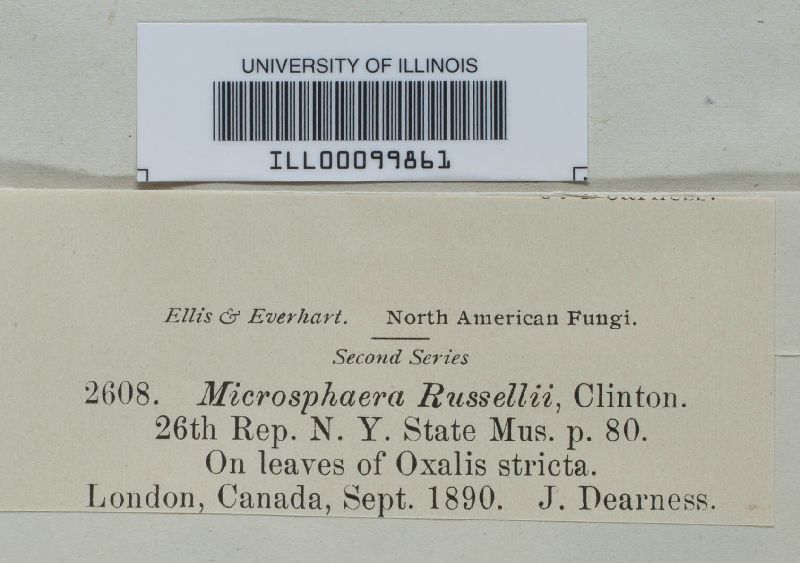 UNIVERSITY OF ILLINOIS
ILL00099861
Ellis & Everhart. North American Fungi.
Second Series
2608. Microsphaera Russellii, Clinton.
26th Rep. N. Y. State Mus. p. 80.
On leaves of Oxalis stricta.
London, Canada, Sept. 1890. J. Dearness.